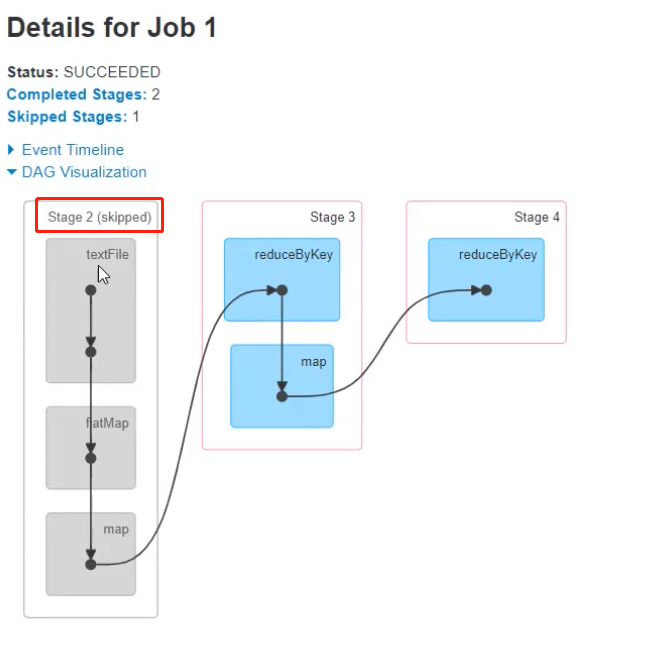 Details for Job 1
Status: SUCCEEDED
Completed Stages: 2
Skipped Stages: 1
Event Timeline
DAG Visualization
Stage 2 (skipped)
textFile
flatMap
map
Stage 3
reduceByKey
map
Stage 4
reduceByKey